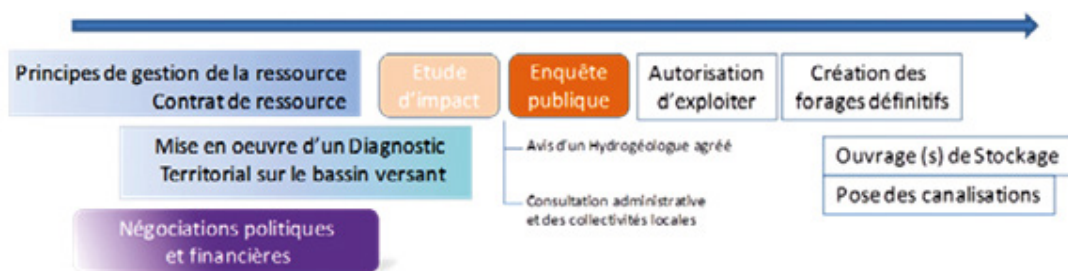 Principes de gestion de la ressource
Contrat de ressource
Etude
d'impact
Enquête
publique
Autorisation
d'exploiter
Création des
forages définitifs
Mise en oeuvre d'un Diagnostic
Territorial sur le bassin versant
Avis d'un Hydrogéologue agréé
Consultation administrative
et des collectivités locales
Ouvrage (s) de Stockage
Pose des canalisations
Négociations politiques
et financières